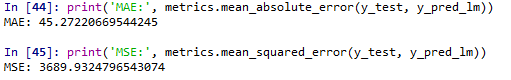 In [44]: print('MAE:', metrics.mean_absolute_error(y_test, y_pred_lm))
MAE: 45.27220669544245
In [45]: print('MSE:', metrics.mean_squared_error(y_test, y_pred_lm))
MSE: 3689.9324796543074